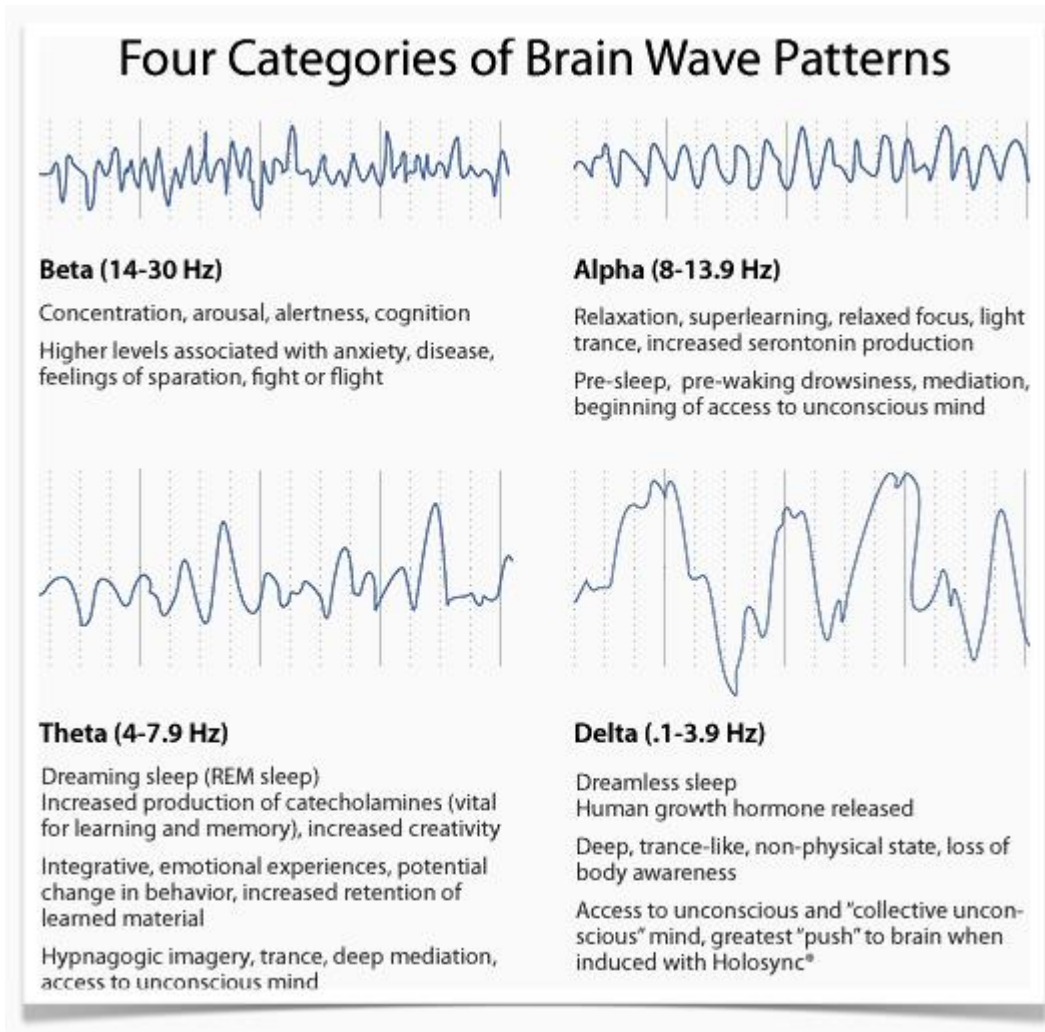 Four Categories of Brain Wave Patterns
Beta (14-30 Hz)
Concentration, arousal, alertness, cognition
Higher levels associated with anxiety, disease,
feelings of sparation, fight or flight
Alpha (8-13.9 Hz)
Relaxation, superlearning, relaxed focus, light
trance, increased serontonin production
Pre-sleep, pre-waking drowsiness, mediation,
beginning of access to unconscious mind
Theta (4-7.9 Hz)
Dreaming sleep (REM sleep)
Increased production of catecholamines (vital
for learning and memory), increased creativity
Integrative, emotional experiences, potential
change in behavior, increased retention of
learned material
Hypnagogic imagery, trance, deep mediation,
access to unconscious mind
Delta (.1-3.9 Hz)
Dreamless sleep
Human growth hormone released
Deep, trance-like, non-physical state, loss of
body awareness
Access to unconscious and "collective uncon-
scious" mind, greatest "push" to brain when
induced with Holosync®